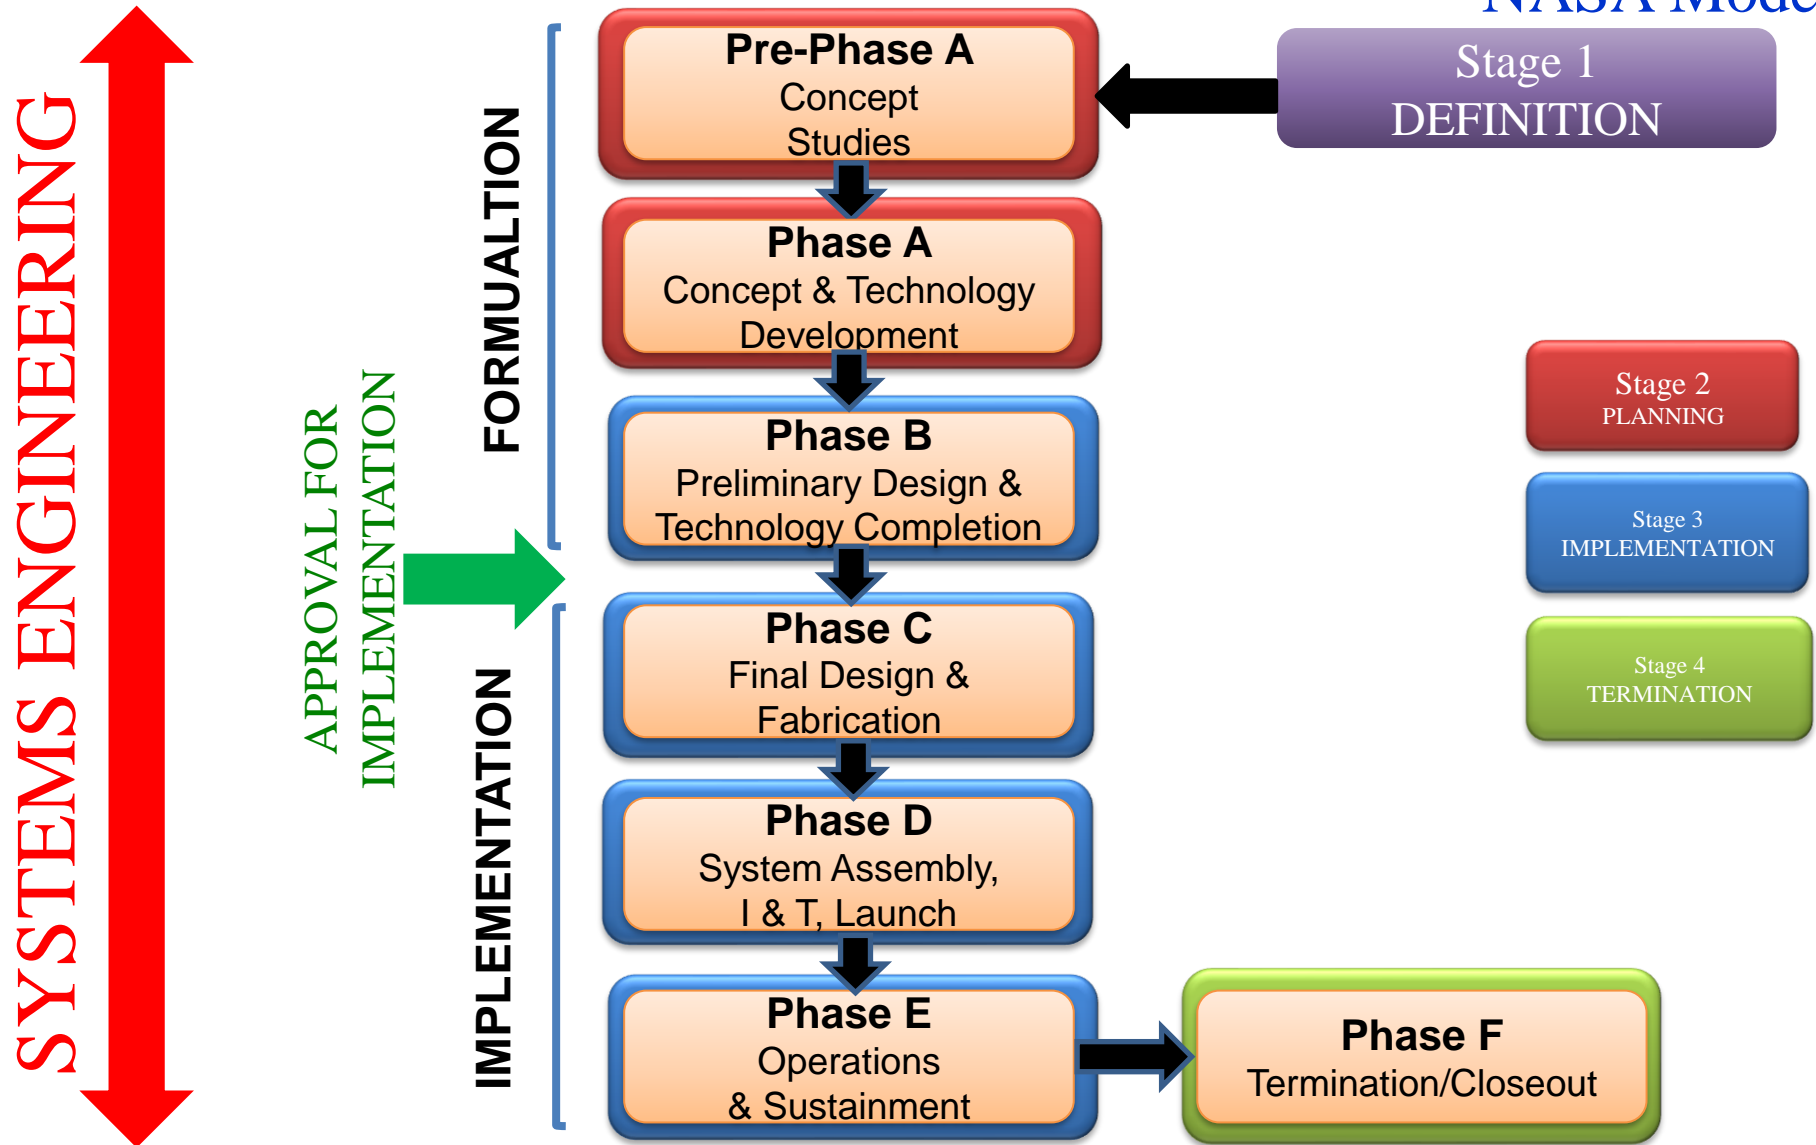 NASA Mode
Stage 1
DEFINITION
Pre-Phase A
Concept
Studies
Phase A
Concept & Technology
Development
Phase B
Preliminary Design &
Technology Completion
Phase C
Final Design &
Fabrication
Phase D
System Assembly,
I & T, Launch
Phase E
Operations
& Sustainment
Phase F
Termination/Closeout
SYSTEMS ENGINEERING
APPROVAL FOR
IMPLEMENTATION
FORMUALTION
IMPLEMENTATION
Stage 2
PLANNING
Stage 3
IMPLEMENTATION
Stage 4
TERMINATION